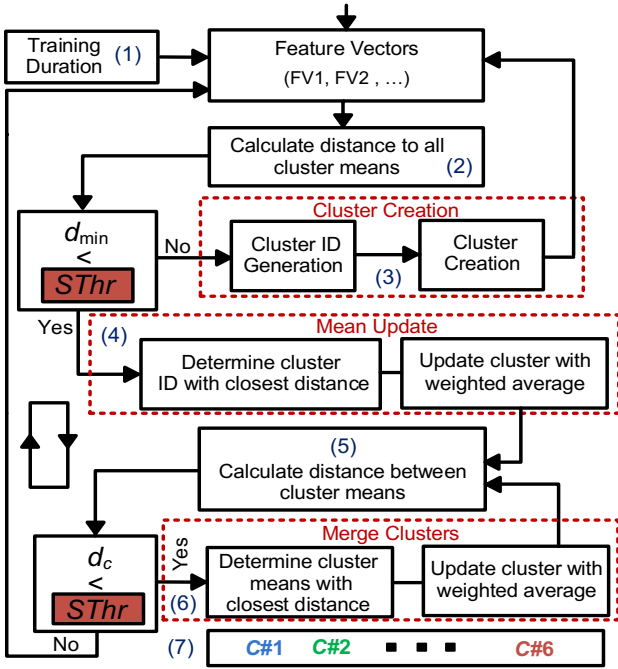 Training
Duration
(1)
Feature Vectors
(FV1, FV2 , …)
Calculate distance to all
cluster means
(2)
Cluster Creation
d_min
<
SThr
No
Cluster ID
Generation
(3)
Cluster
Creation
Yes
(4)
Mean Update
Determine cluster
ID with closest distance
Update cluster with
weighted average
(5)
Calculate distance between
cluster means
Merge Clusters
d_c
<
SThr
Yes
(6)
Determine cluster
means with
closest distance
Update cluster with
weighted average
No
(7)
C#1 C#2 C#6